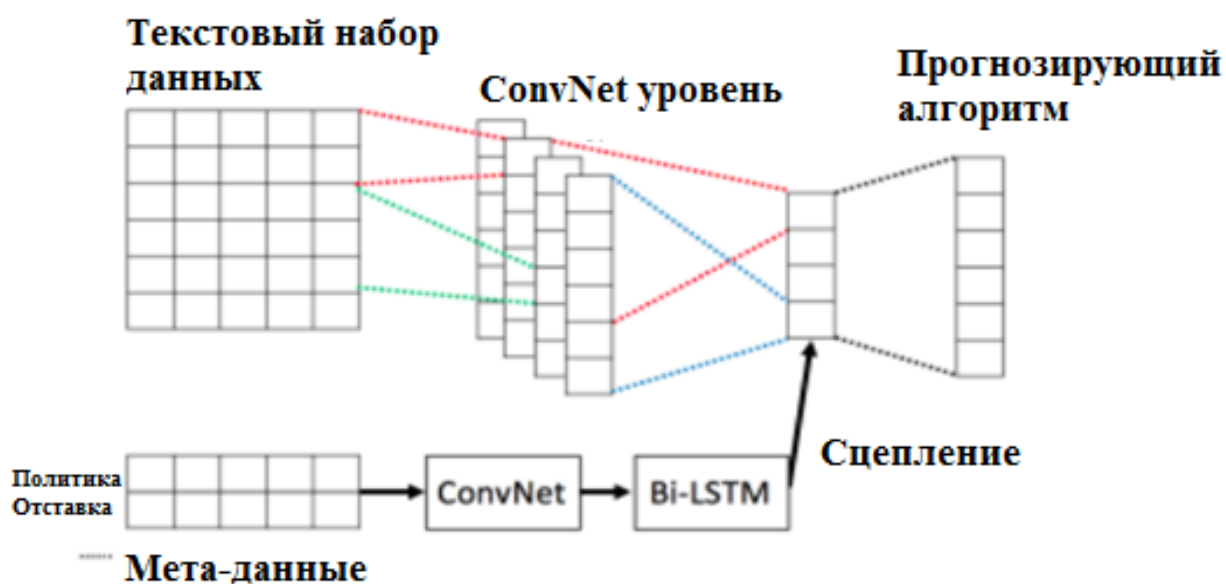 Текстовый набор
данных
ConvNet уровень
Прогнозирующий
алгоритм
Политика
Отставка
ConvNet
Bi-LSTM
Сцепление
Мета-данные